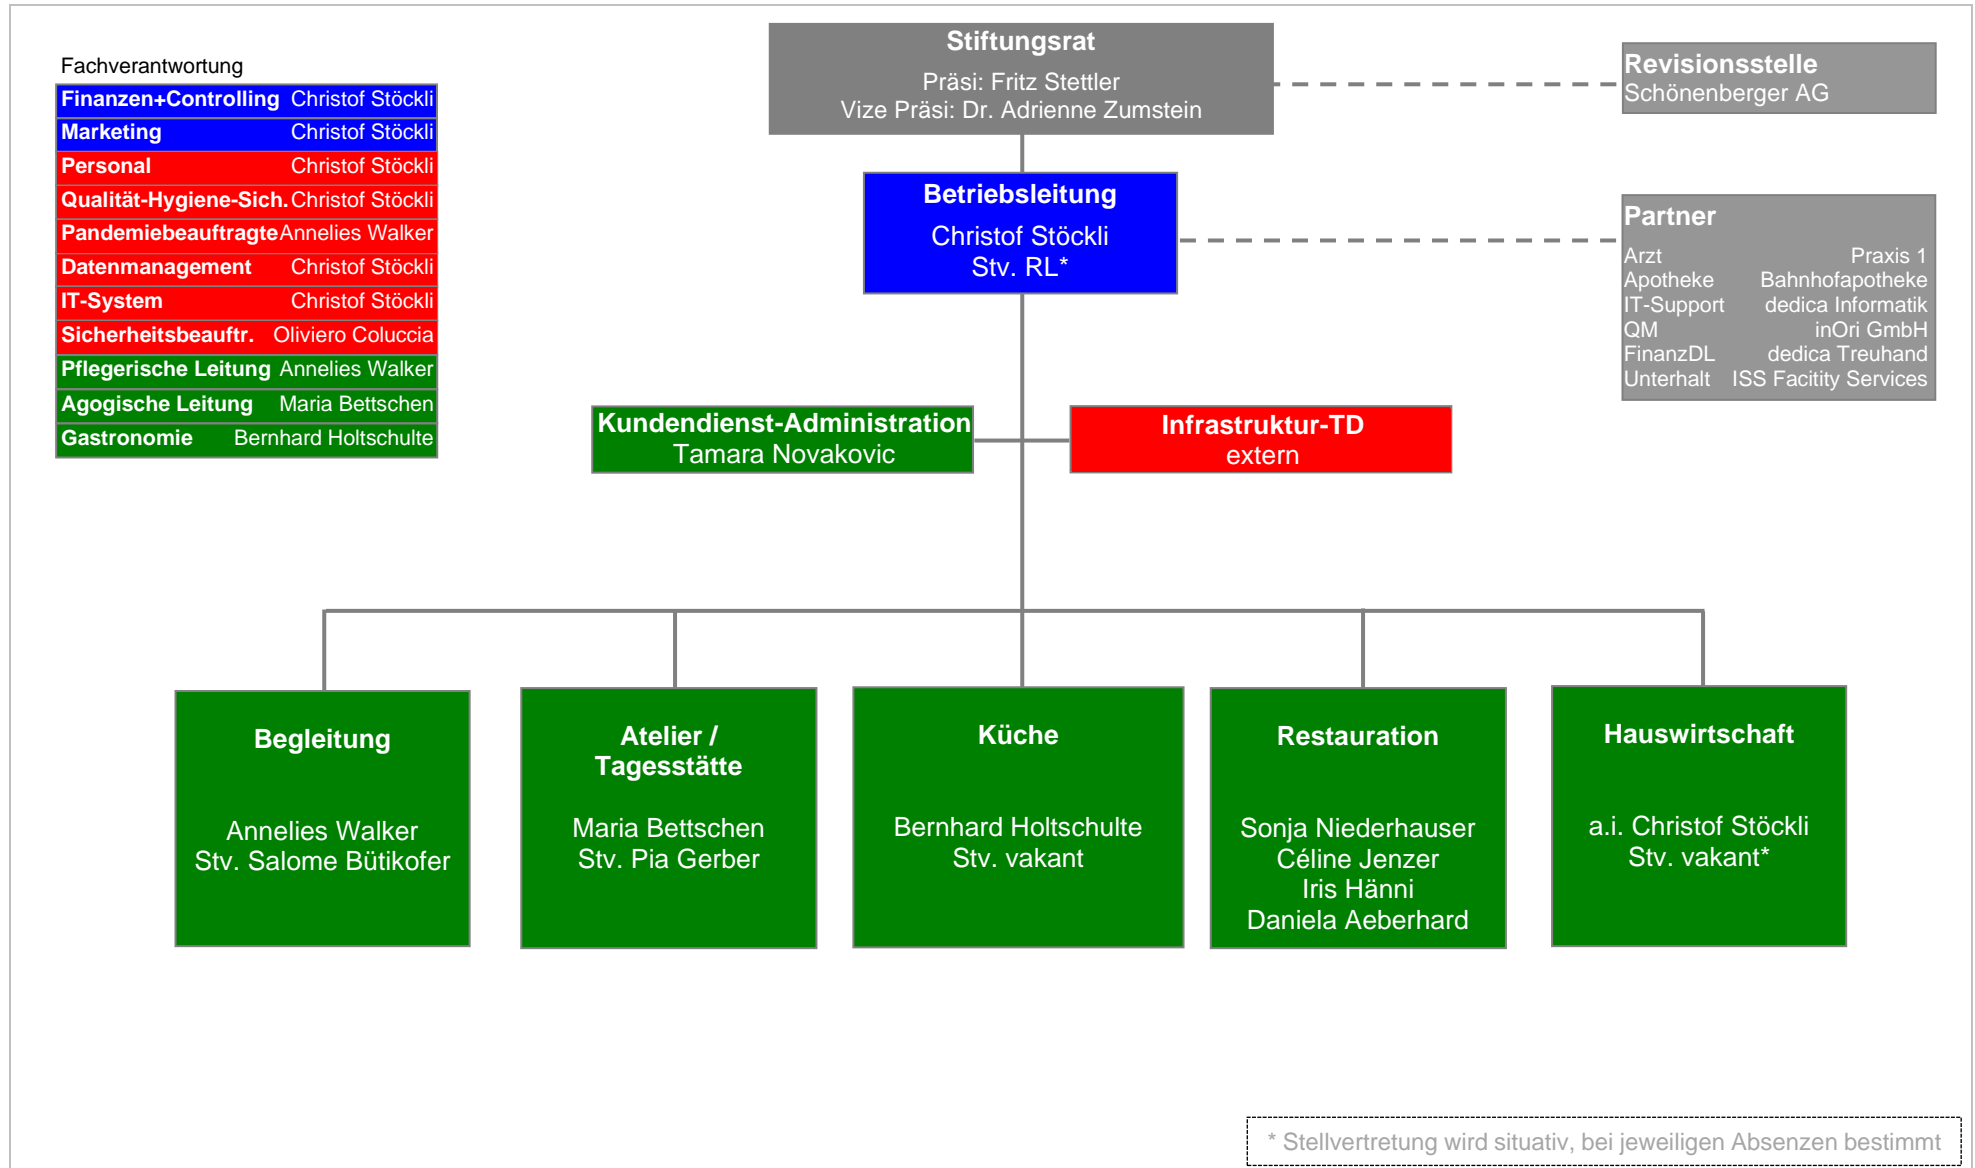 Stiftungsrat
Präsi: Fritz Stettler
Vize Präsi: Dr. Adrienne Zumstein
Revisionsstelle
Schönenberger AG
Fachverantwortung
Finanzen+Controlling Christof Stöckli
Marketing Christof Stöckli
Personal Christof Stöckli
Qualität-Hygiene-Sich. Christof Stöckli
Pandemiebeauftragte Annelies Walker
Datenmanagement Christof Stöckli
IT-System Christof Stöckli
Sicherheitsbeauftr. Oliviero Coluccia
Pflegerische Leitung Annelies Walker
Agogische Leitung Maria Bettschen
Gastronomie Bernhard Holtschulte
Betriebsleitung
Christof Stöckli
Stv. RL*
Partner
Arzt Praxis 1
Apotheke Bahnhofapotheke
IT-Support dedica Informatik
QM inOri GmbH
FinanzDL dedica Treuhand
Unterhalt ISS Facitity Services
Kundendienst-Administration
Tamara Novakovic
Infrastruktur-TD
extern
Begleitung
Annelies Walker
Stv. Salome Bütikofer
Atelier /
Tagesstätte
Maria Bettschen
Stv. Pia Gerber
Küche
Bernhard Holtschulte
Stv. vakant
Restauration
Sonja Niederhauser
Céline Jenzer
Iris Hänni
Daniela Aeberhard
Hauswirtschaft
a.i. Christof Stöckli
Stv. vakant*
* Stellvertretung wird situativ, bei jeweiligen Absenzen bestimmt